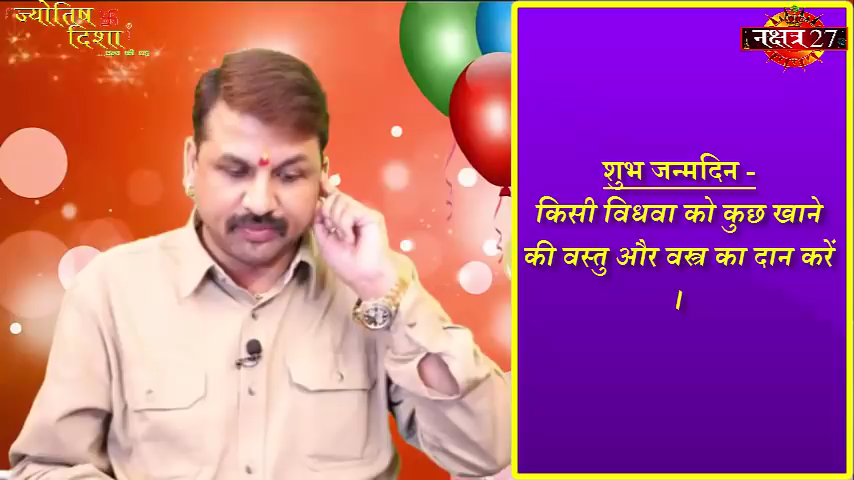 ज्योतिष
दिशा
नक्षत्र 27
शुभ जन्मदिन -
किसी विधवा को कुछ खाने
की वस्तु और वस्त्र का दान करें
।